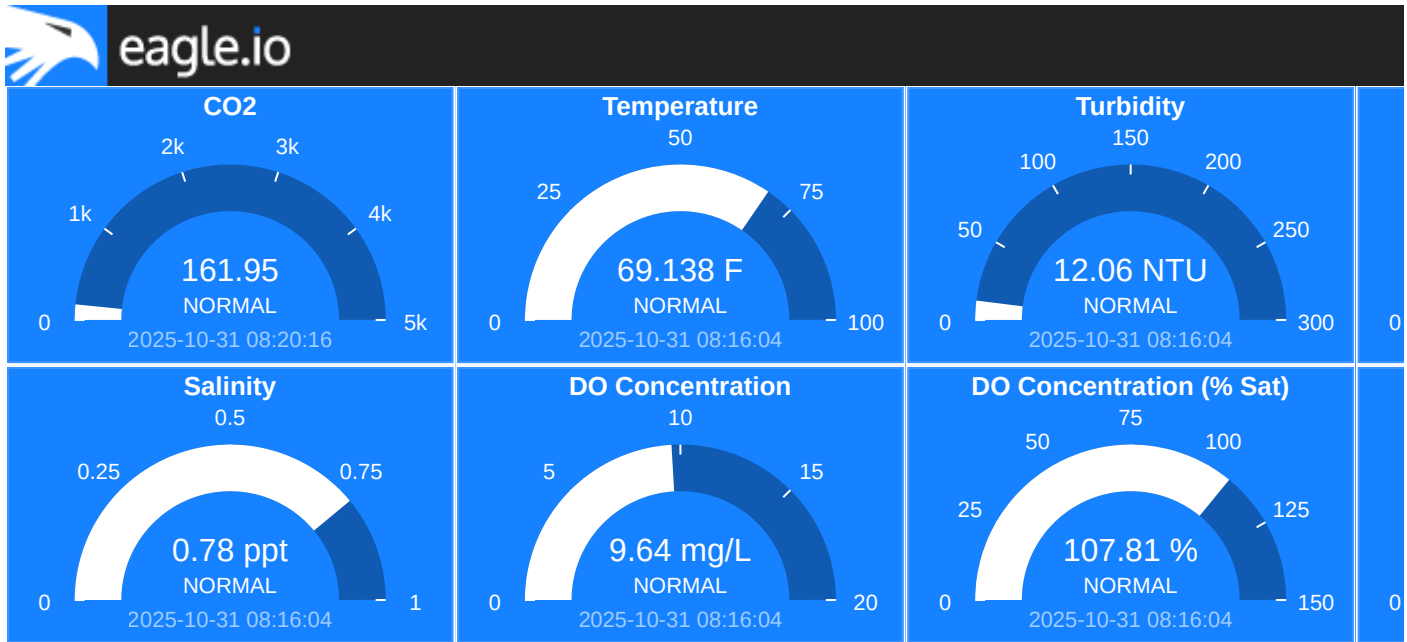 eagle.io
CO2
2k 3k
1k 4k
161.95
NORMAL
0 5k
2025-10-31 08:20:16
Temperature
50
25 75
69.138 F
NORMAL
0 100
2025-10-31 08:16:04
Turbidity
150
100 200
50 250
12.06 NTU
NORMAL
0 300
2025-10-31 08:16:04
0
Salinity
0.5
0.25 0.75
0.78 ppt
NORMAL
0 1
2025-10-31 08:16:04
DO Concentration
10
5 15
9.64 mg/L
NORMAL
0 20
2025-10-31 08:16:04
DO Concentration (% Sat)
75
50 100
25 125
107.81 %
NORMAL
0 150
2025-10-31 08:16:04
0